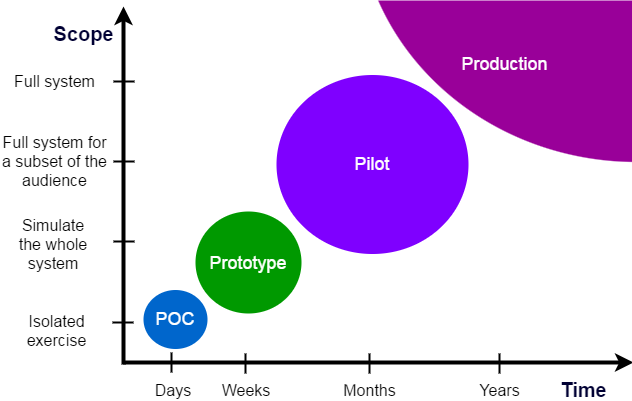 Scope
Production
Full system
Full system for
a subset of the
audience
Pilot
Simulate
the whole
system
Prototype
POC
Isolated
exercise
Days
Weeks
Months
Years
Time